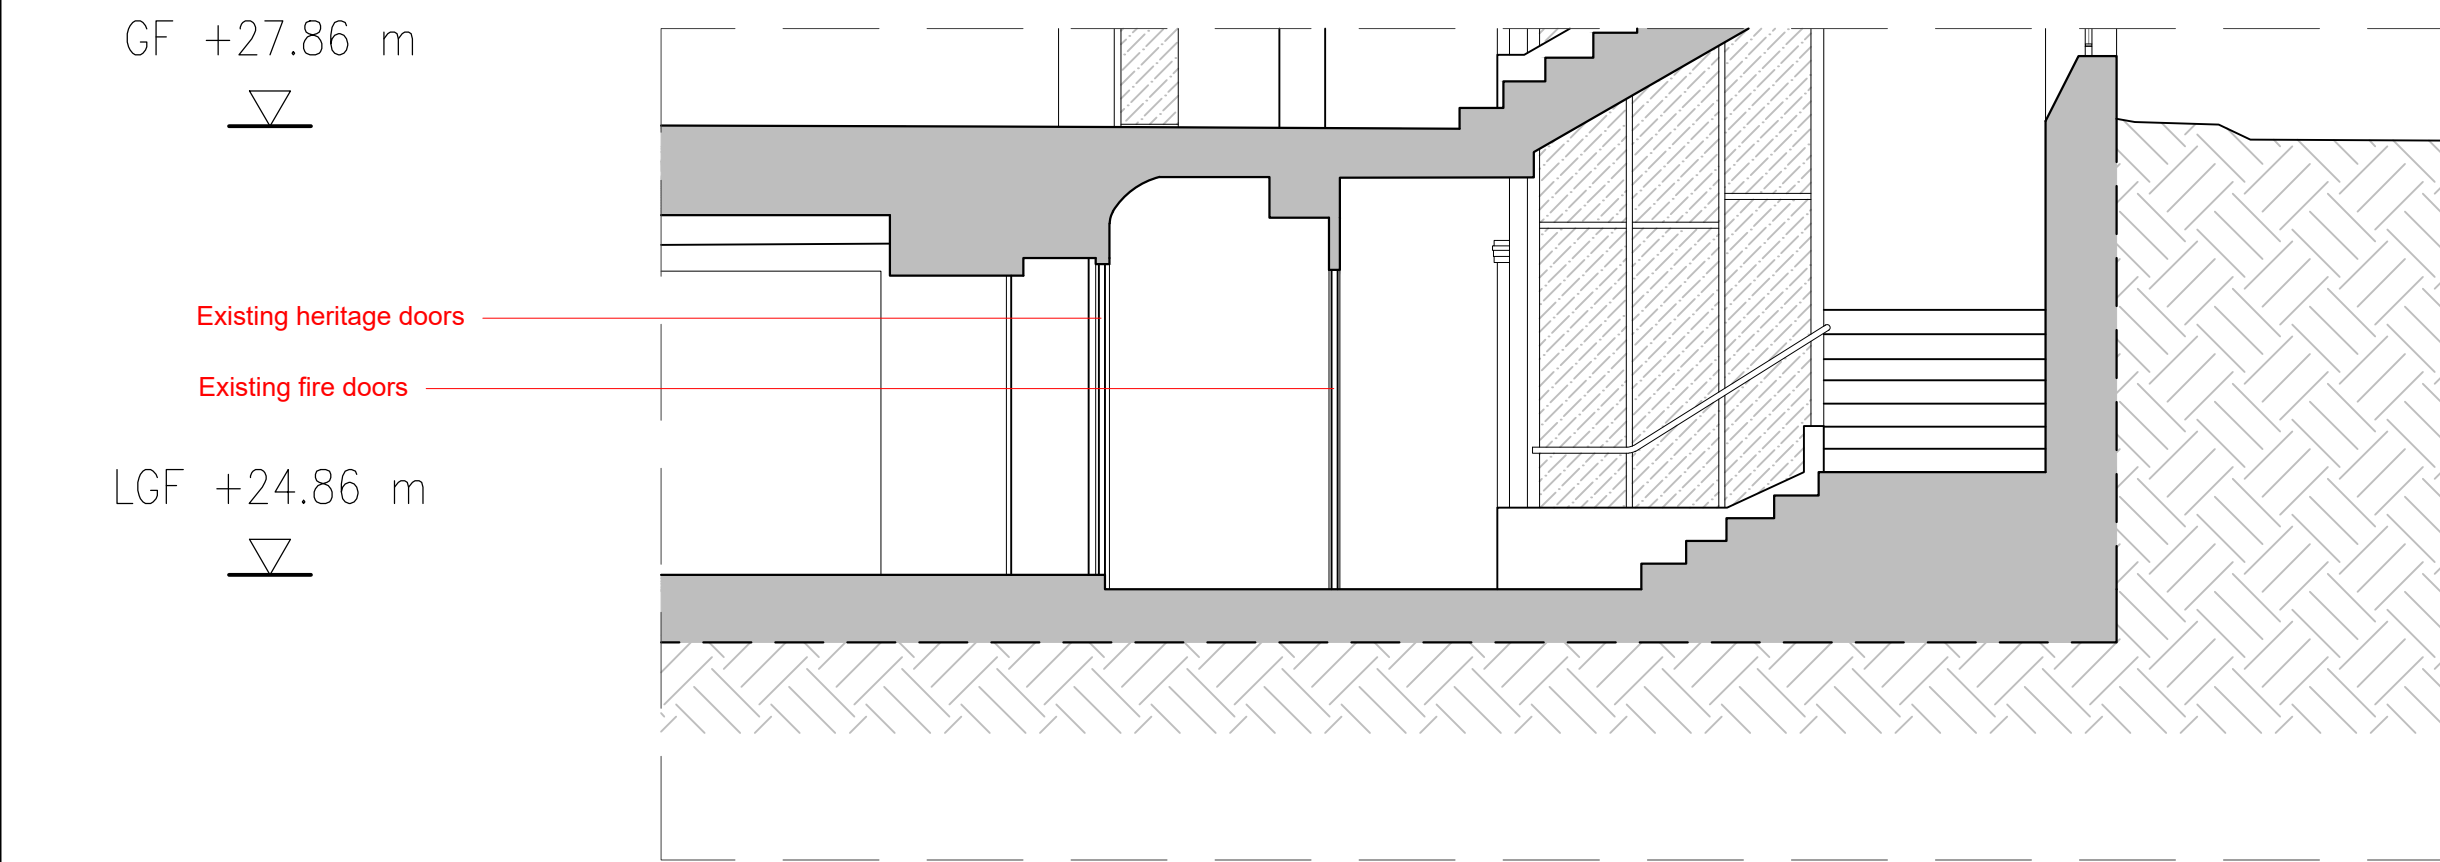 GF +27.86 m
Existing heritage doors
Existing fire doors
LGF +24.86 m